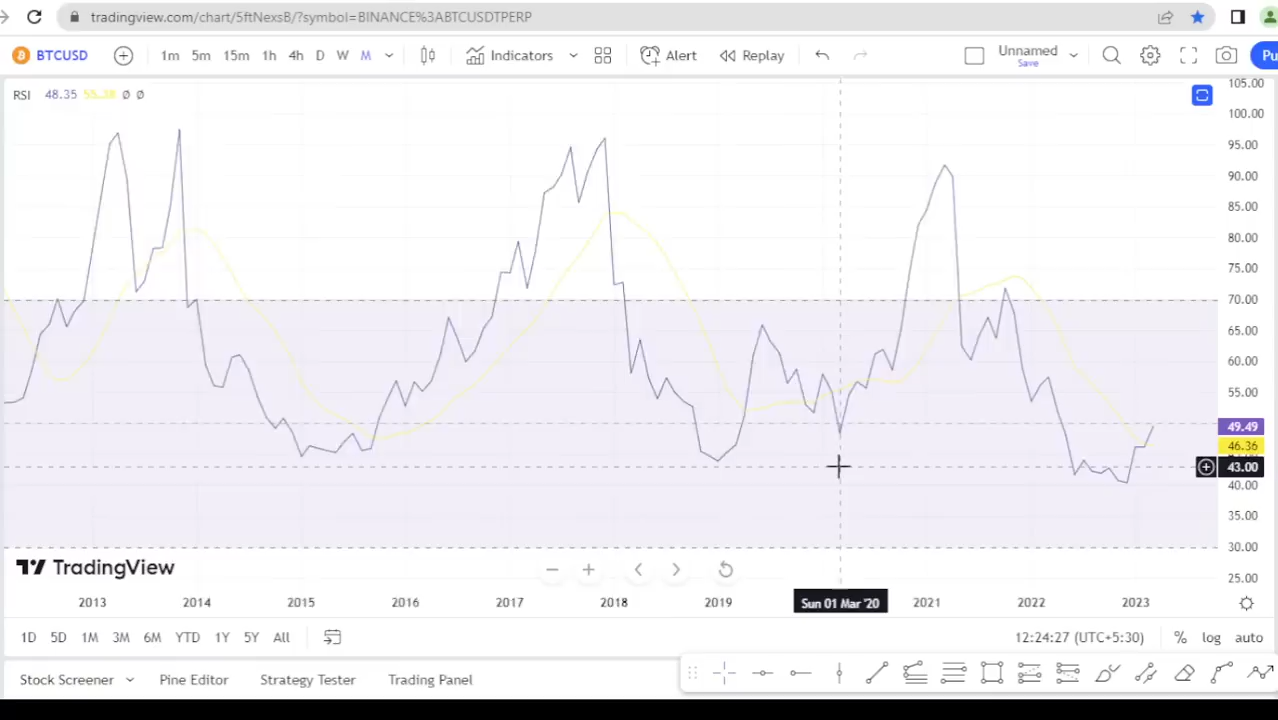 tradingview.com/chart/5ftNexsB/?symbol=BINANCE%3ABTCUSDTPERP
BTCUSD 1m 5m 15m 1h 4h D W M Indicators Alert Replay Unnamed Save Pu
RSI 48.35 55.38 Ø Ø
105.00
100.00
95.00
90.00
85.00
80.00
75.00
70.00
65.00
60.00
55.00
49.49
46.36
43.00
40.00
35.00
30.00
25.00
TradingView
2013 2014 2015 2016 2017 2018 2019 Sun 01 Mar '20 2021 2022 2023
1D 5D 1M 3M 6M YTD 1Y 5Y All 12:24:27 (UTC+5:30) % log auto
Stock Screener Pine Editor Strategy Tester Trading Panel